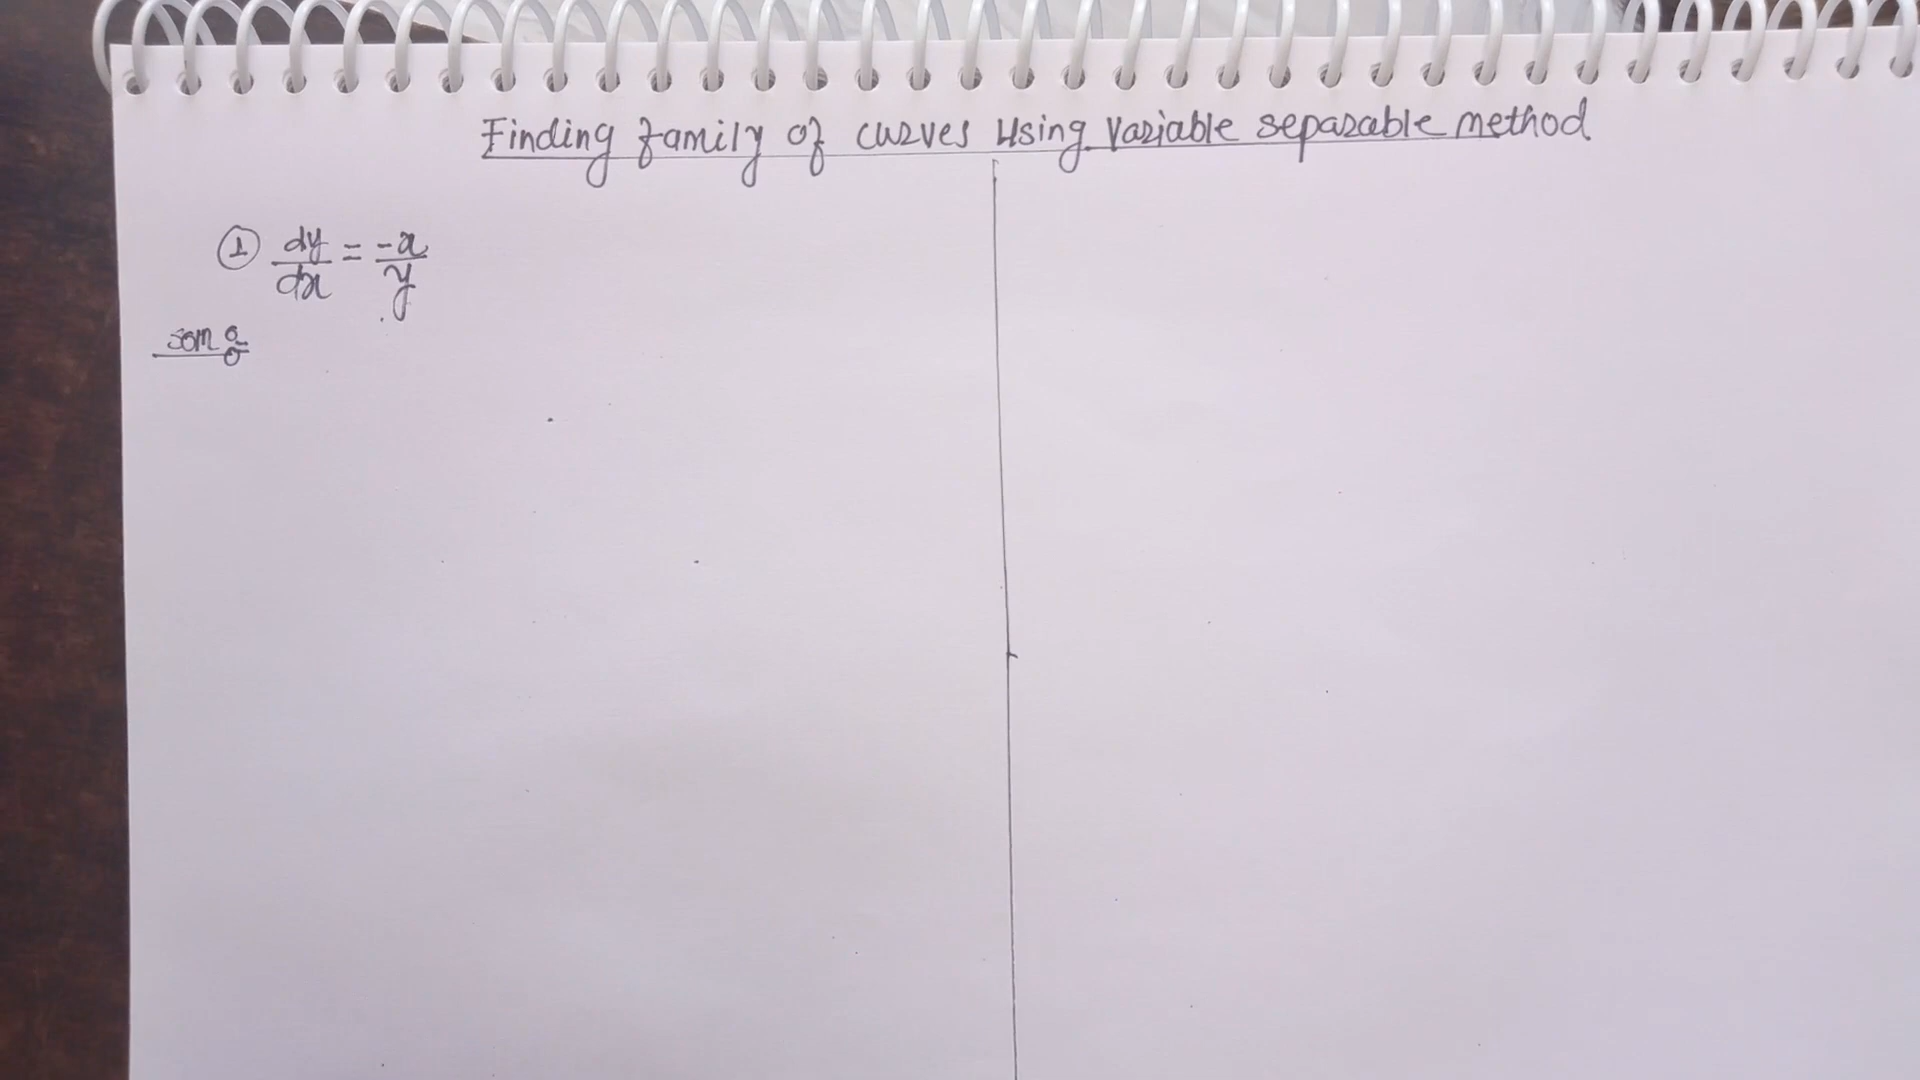 Finding family of curves Using Variable separable method
① dy/dx = -x/y
Soln :-